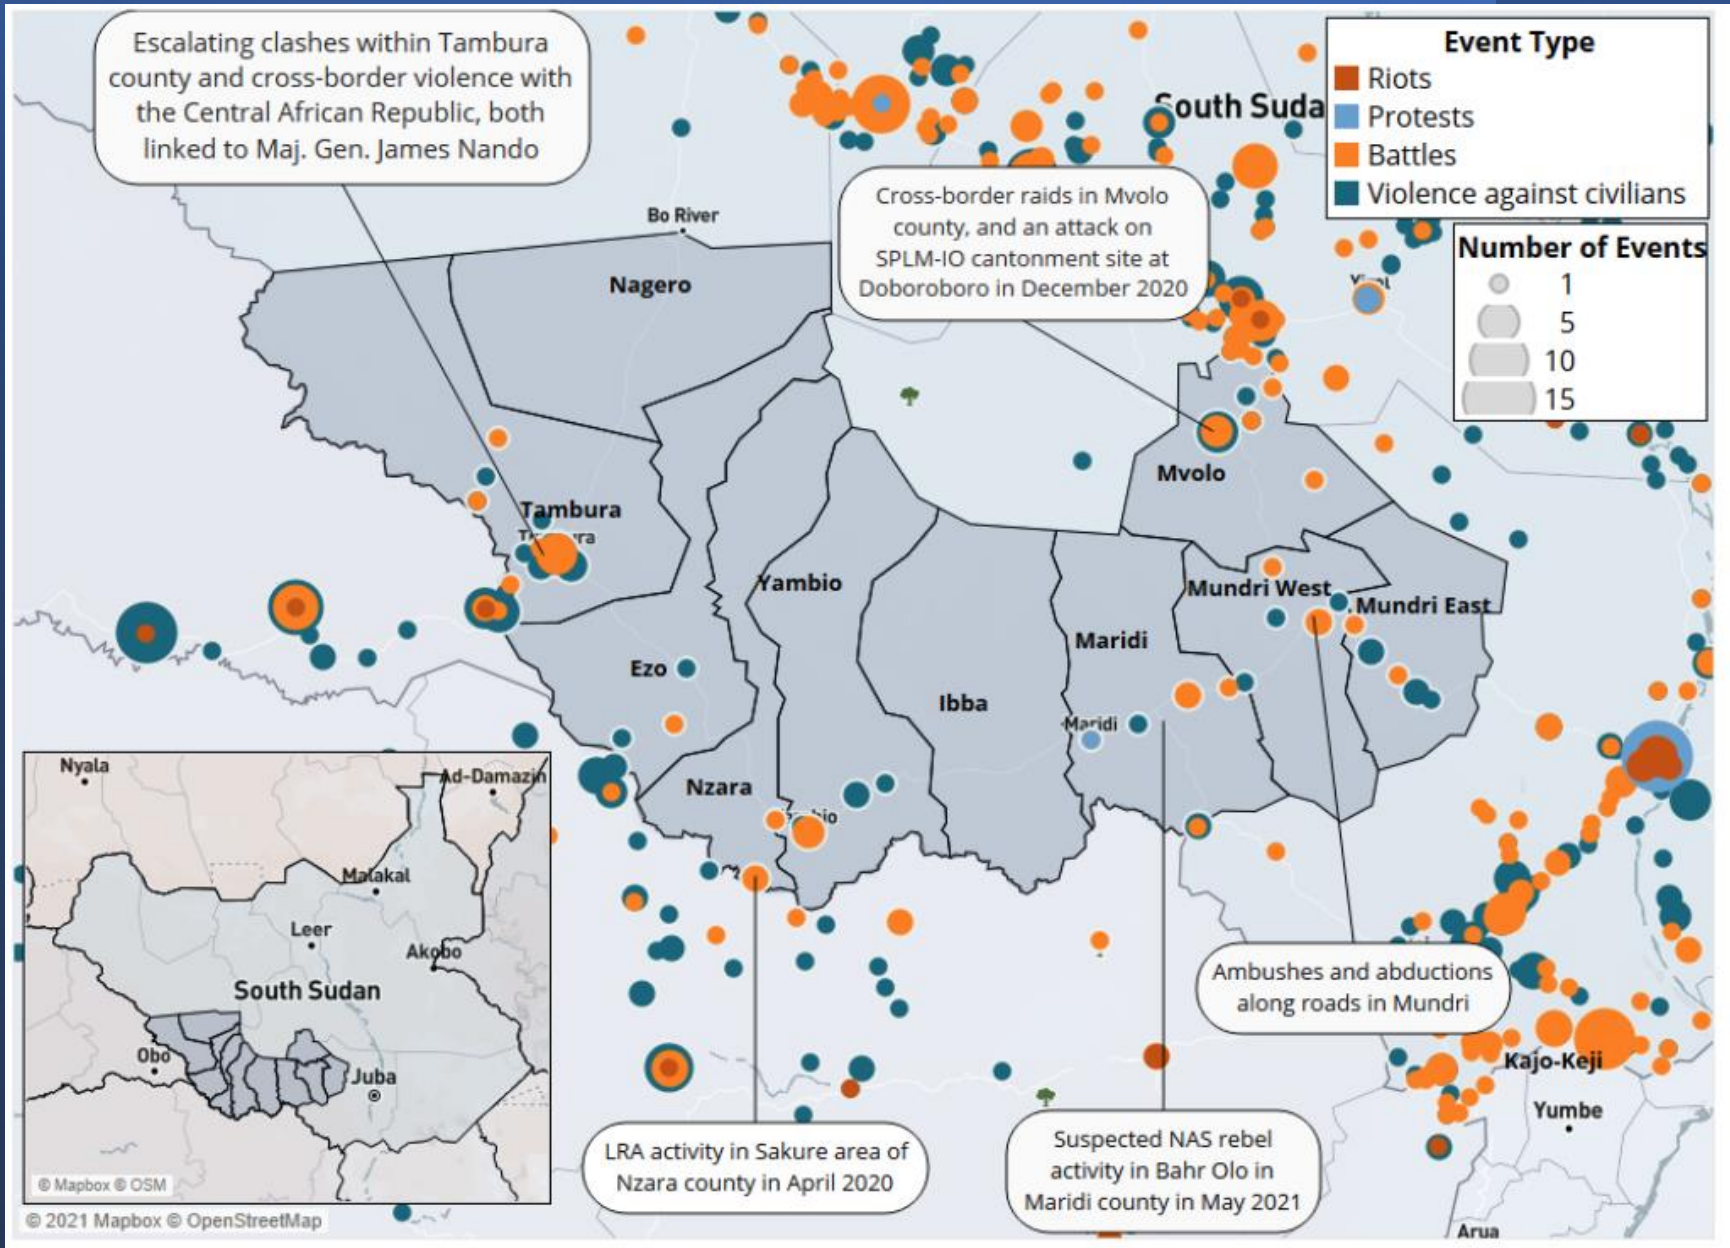 Escalating clashes within Tambura
county and cross-border violence with
the Central African Republic, both
linked to Maj. Gen. James Nando
South Suda
Event Type
Riots
Protests
Battles
Violence against civilians
Number of Events
1
5
10
15
Cross-border raids in Mvolo
county, and an attack on
SPLM-IO cantonment site at
Doboroboro in December 2020
Bo River
Nagero
Mvolo
Tambura
Yambio
Mundri West
Mundri East
Maridi
Ezo
Ibba
Maridi
Nzara
Nyala
Ad-Damazin
Malakal
Leer
Akobo
South Sudan
Obo
Juba
© Mapbox © OSM
Ambushes and abductions
along roads in Mundri
Kajo-Keji
Yumbe
LRA activity in Sakure area of
Nzara county in April 2020
Suspected NAS rebel
activity in Bahr Olo in
Maridi county in May 2021
Arua
© 2021 Mapbox © OpenStreetMap